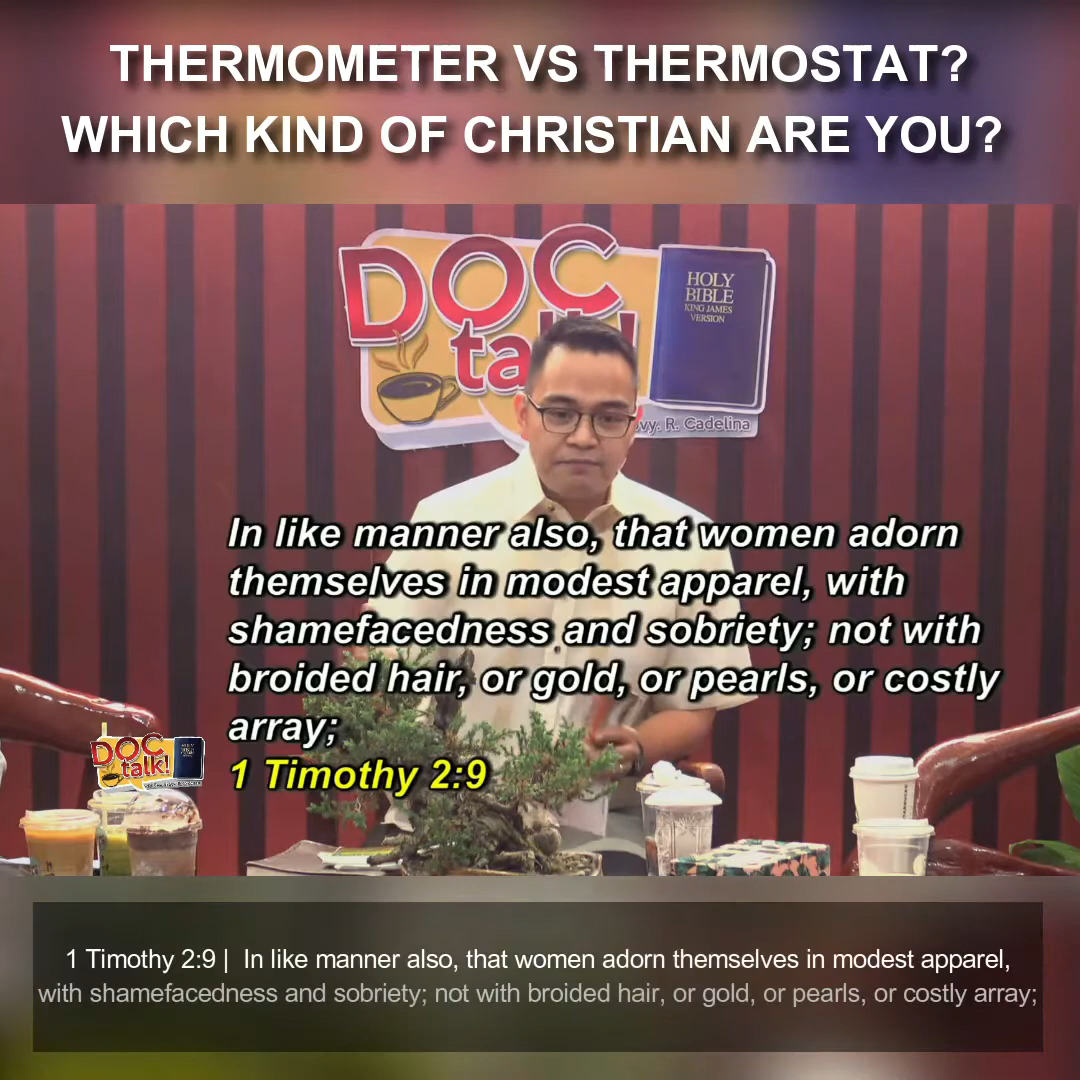 THERMOMETER VS THERMOSTAT?
WHICH KIND OF CHRISTIAN ARE YOU?
DOC
HOLY
BIBLE
KING JAMES
VERSION
R. Cadelina
In like manner also, that women adorn
themselves in modest apparel, with
shamefacedness and sobriety; not with
broided hair, or gold, or pearls, or costly
array;
1 Timothy 2:9
DOC
talk!
1 Timothy 2:9 | In like manner also, that women adorn themselves in modest apparel,
with shamefacedness and sobriety; not with broided hair, or gold, or pearls, or costly array;